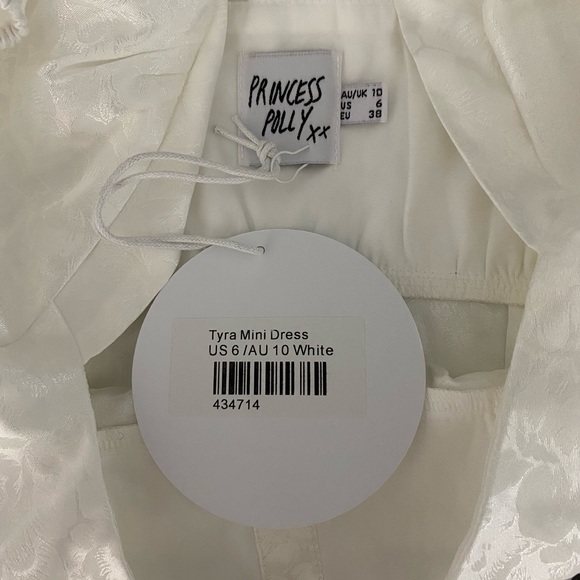 PRINCESS
POLLY xx
AU/UK 10
US 6
EU 38
Tyra Mini Dress
US 6 /AU 10 White
434714